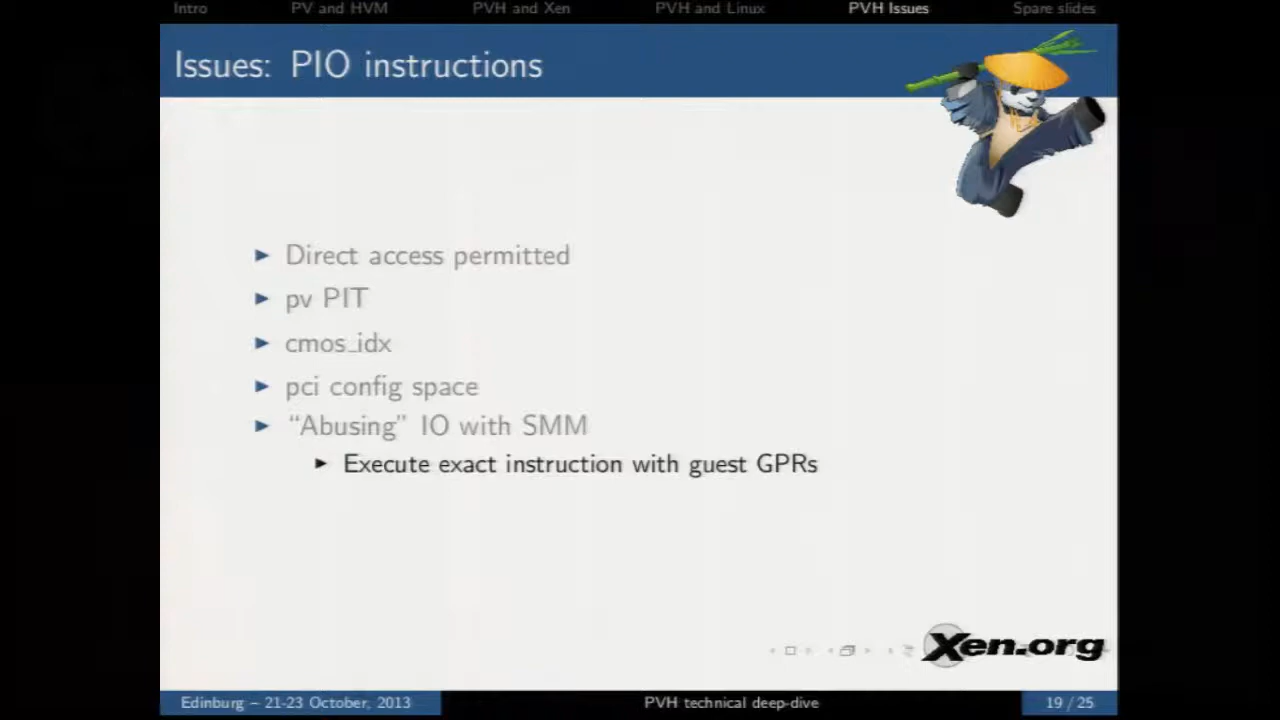 Intro PV and HVM PVH and Xen PVH and Linux PVH Issues Spare slides
Issues: PIO instructions
Direct access permitted
pv PIT
cmos_idx
pci config space
“Abusing” IO with SMM
Execute exact instruction with guest GPRs
Xen.org
Edinburg – 21-23 October, 2013 PVH technical deep-dive 19 / 25